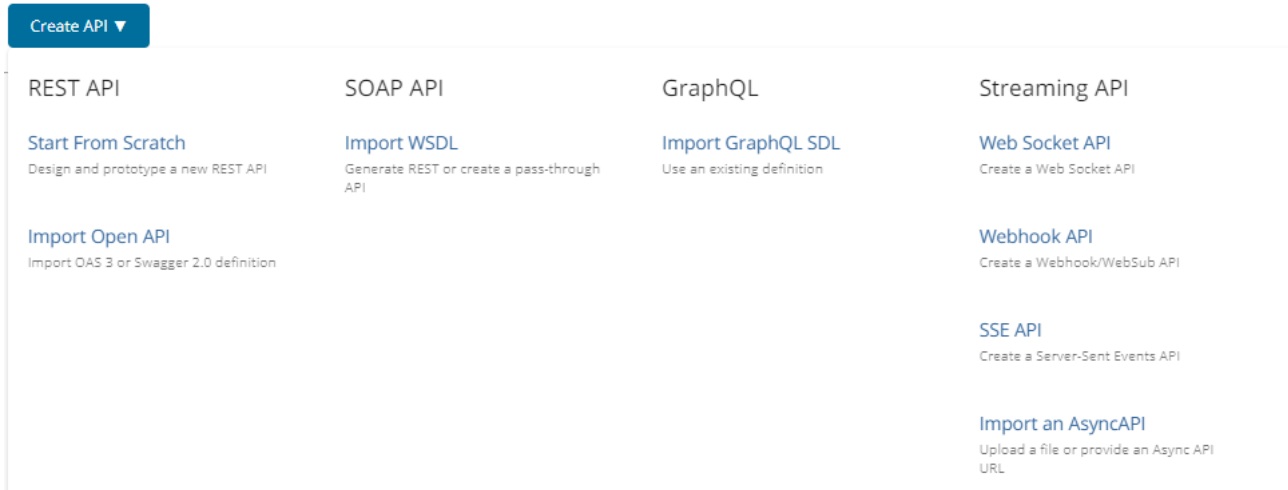 Create API ▼
REST API
Start From Scratch
Design and prototype a new REST API
Import Open API
Import OAS 3 or Swagger 2.0 definition
SOAP API
Import WSDL
Generate REST or create a pass-through
API
GraphQL
Import GraphQL SDL
Use an existing definition
Streaming API
Web Socket API
Create a Web Socket API
Webhook API
Create a Webhook/WebSub API
SSE API
Create a Server-Sent Events API
Import an AsyncAPI
Upload a file or provide an Async API
URL